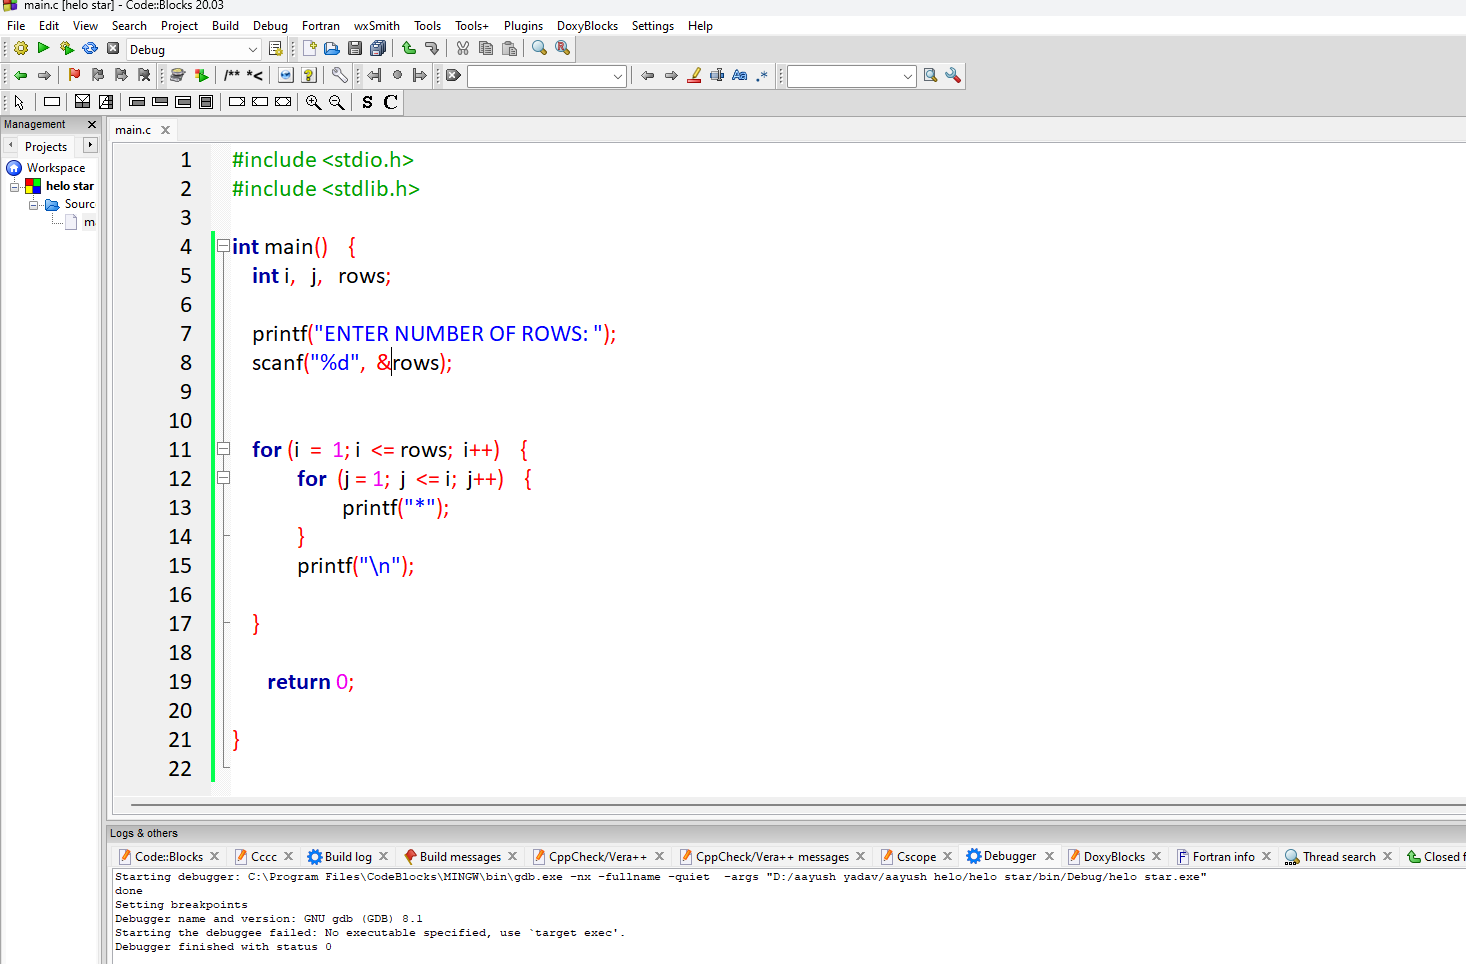 main.c [helo star] - Code::Blocks 20.03
File Edit View Search Project Build Debug Fortran wxSmith Tools Tools+ Plugins DoxyBlocks Settings Help
Debug
/** *<
Aa .*
S C
Management
Projects
Workspace
helo star
Sourc
m
main.c
1 #include <stdio.h>
2 #include <stdlib.h>
3
4 int main() {
5 int i, j, rows;
6
7 printf("ENTER NUMBER OF ROWS: ");
8 scanf("%d", &rows);
9
10
11 for (i = 1; i <= rows; i++) {
12 for (j = 1; j <= i; j++) {
13 printf("*");
14 }
15 printf("\n");
16
17 }
18
19 return 0;
20
21 }
22
Logs & others
Code::Blocks Cccc Build log Build messages CppCheck/Vera++ CppCheck/Vera++ messages Cscope Debugger DoxyBlocks Fortran info Thread search Closed f
Starting debugger: C:\Program Files\CodeBlocks\MINGW\bin\gdb.exe -nx -fullname -quiet -args "D:/aayush yadav/aayush helo/helo star/bin/Debug/helo star.exe"
done
Setting breakpoints
Debugger name and version: GNU gdb (GDB) 8.1
Starting the debuggee failed: No executable specified, use `target exec'.
Debugger finished with status 0